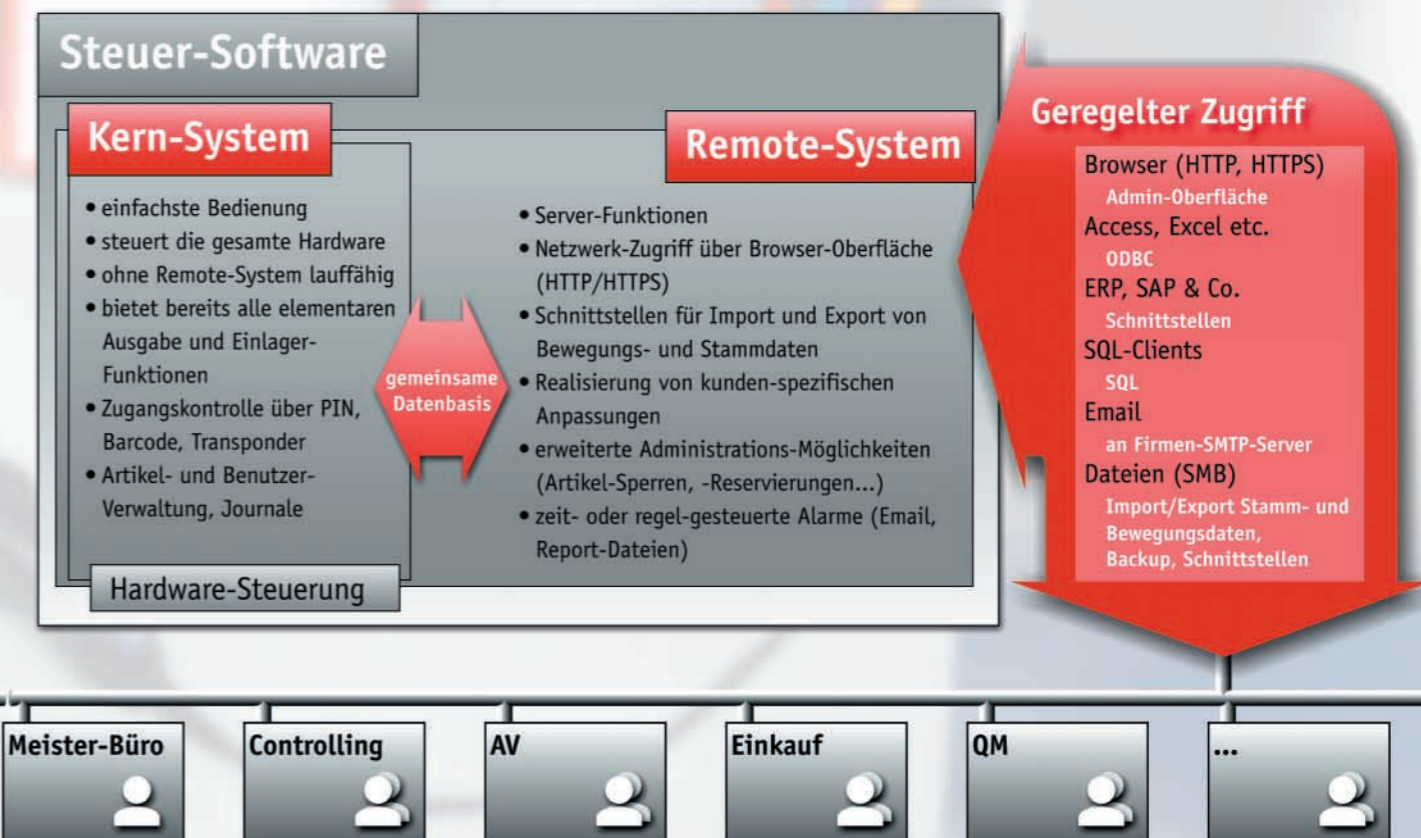 Steuer-Software
Kern-System
• einfachste Bedienung
• steuert die gesamte Hardware
• ohne Remote-System lauffähig
• bietet bereits alle elementaren
Ausgabe und Einlager-
Funktionen
• Zugangskontrolle über PIN,
Barcode, Transponder
• Artikel- und Benutzer-
Verwaltung, Journale
Hardware-Steuerung
gemeinsame
Datenbasis
Remote-System
• Server-Funktionen
• Netzwerk-Zugriff über Browser-Oberfläche
(HTTP/HTTPS)
• Schnittstellen für Import und Export von
Bewegungs- und Stammdaten
• Realisierung von kunden-spezifischen
Anpassungen
• erweiterte Administrations-Möglichkeiten
(Artikel-Sperren, -Reservierungen...)
• zeit- oder regel-gesteuerte Alarme (Email,
Report-Dateien)
Geregelter Zugriff
Browser (HTTP, HTTPS)
Admin-Oberfläche
Access, Excel etc.
ODBC
ERP, SAP & Co.
Schnittstellen
SQL-Clients
SQL
Email
an Firmen-SMTP-Server
Dateien (SMB)
Import/Export Stamm- und
Bewegungsdaten,
Backup, Schnittstellen
Meister-Büro
Controlling
AV
Einkauf
QM
...